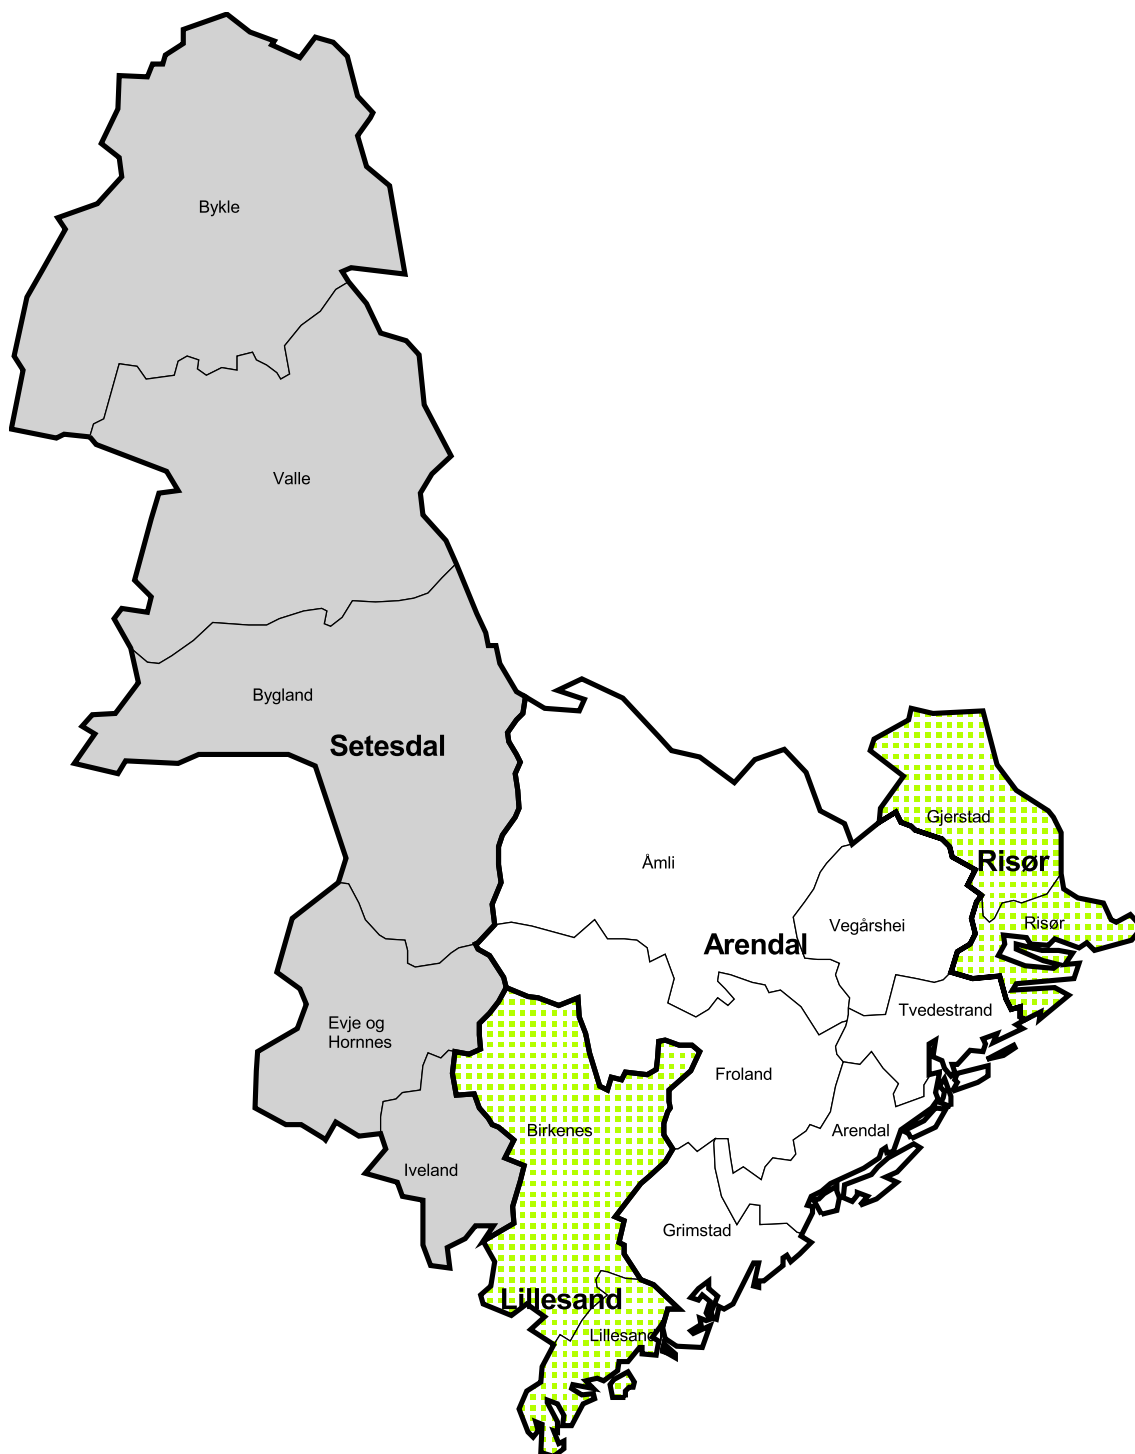 Bykle
Valle
Bygland
Setesdal
Gjerstad
Risør
Åmli
Vegårshei
Risør
Arendal
Tvedestrand
Evje og
Hornnes
Froland
Birkenes
Arendal
Iveland
Grimstad
Lillesand
Lillesand